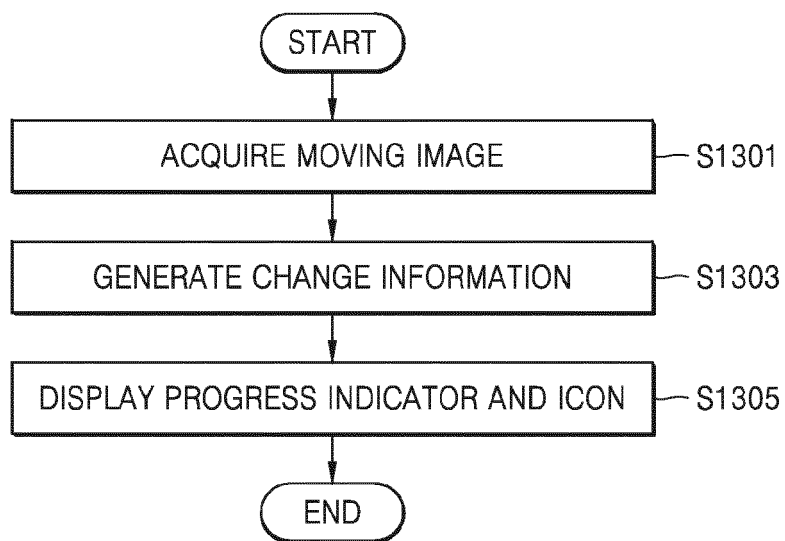 START
ACQUIRE MOVING IMAGE S1301
GENERATE CHANGE INFORMATION S1303
DISPLAY PROGRESS INDICATOR AND ICON S1305
END